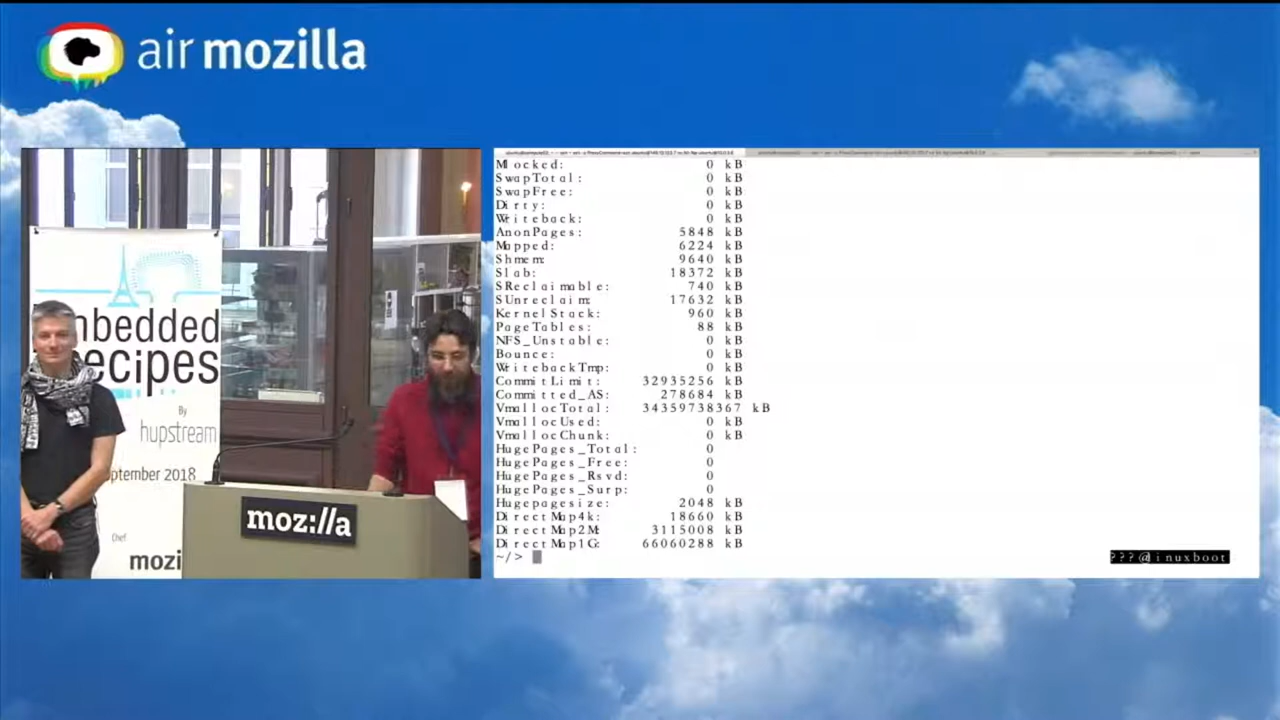 air mozilla
Embedded
Recipes
By
hupstream
ptember 2018
Chef
mozi
moz://a
Mlocked: 0 kB
SwapTotal: 0 kB
SwapFree: 0 kB
Dirty: 0 kB
Writeback: 0 kB
AnonPages: 5848 kB
Mapped: 6224 kB
Shmem: 9640 kB
Slab: 18372 kB
SReclaimable: 740 kB
SUnreclaim: 17632 kB
KernelStack: 960 kB
PageTables: 88 kB
NFS_Unstable: 0 kB
Bounce: 0 kB
WritebackTmp: 0 kB
CommitLimit: 32935256 kB
Committed_AS: 278684 kB
VmallocTotal: 34359738367 kB
VmallocUsed: 0 kB
VmallocChunk: 0 kB
HugePages_Total: 0
HugePages_Free: 0
HugePages_Rsvd: 0
HugePages_Surp: 0
Hugepagesize: 2048 kB
DirectMap4k: 18660 kB
DirectMap2M: 3115008 kB
DirectMap1G: 66060288 kB
~/>
???@linuxboot